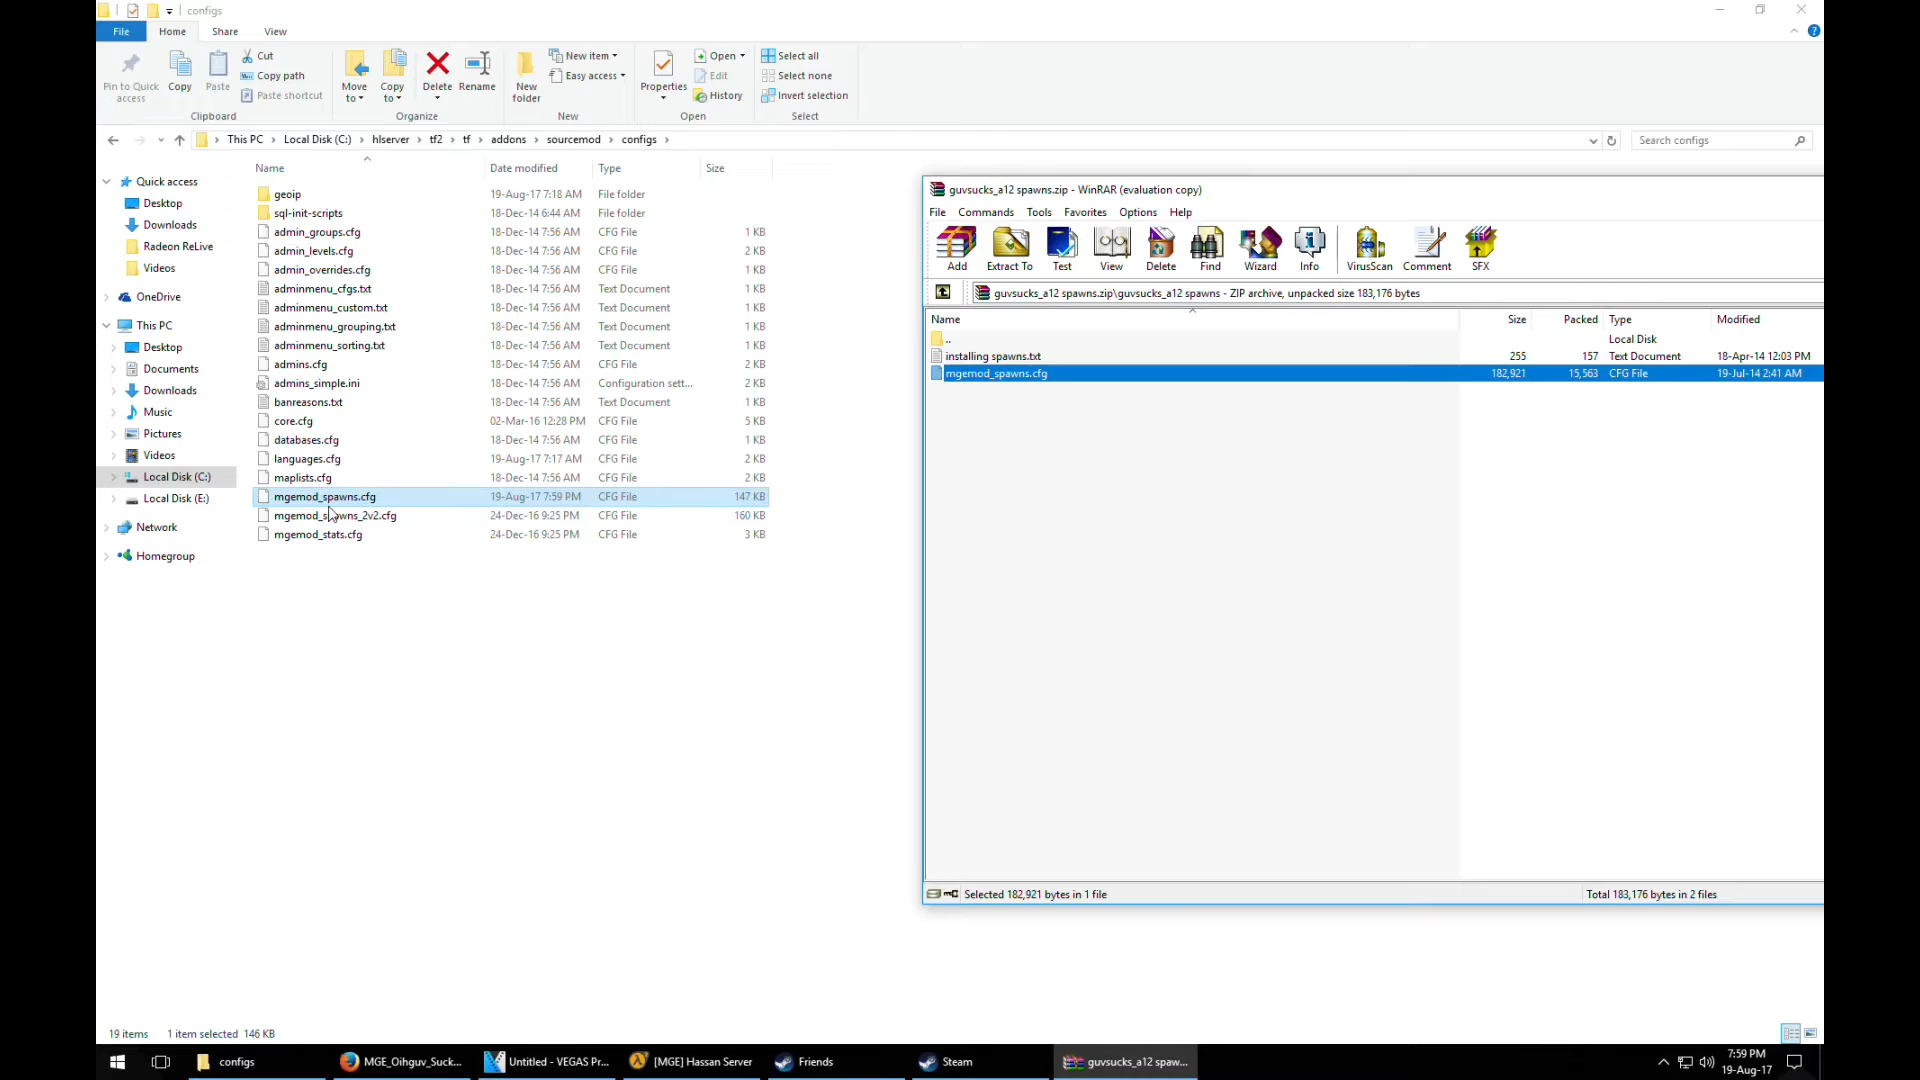 configs
File Home Share View
Pin to Quick access
Copy
Paste
Cut
Copy path
Paste shortcut
Clipboard
Move to
Copy to
Delete
Rename
Organize
New folder
New item
Easy access
New
Properties
Open
Edit
History
Open
Select all
Select none
Invert selection
Select
This PC > Local Disk (C:) > hlserver > tf2 > tf > addons > sourcemod > configs >
Search configs
Quick access
Desktop
Downloads
Radeon ReLive
Videos
OneDrive
This PC
Desktop
Documents
Downloads
Music
Pictures
Videos
Local Disk (C:)
Local Disk (E:)
Network
Homegroup
Name Date modified Type Size
geoip 19-Aug-17 7:18 AM File folder
sql-init-scripts 18-Dec-14 6:44 AM File folder
admin_groups.cfg 18-Dec-14 7:56 AM CFG File 1 KB
admin_levels.cfg 18-Dec-14 7:56 AM CFG File 2 KB
admin_overrides.cfg 18-Dec-14 7:56 AM CFG File 1 KB
adminmenu_cfgs.txt 18-Dec-14 7:56 AM Text Document 1 KB
adminmenu_custom.txt 18-Dec-14 7:56 AM Text Document 1 KB
adminmenu_grouping.txt 18-Dec-14 7:56 AM Text Document 1 KB
adminmenu_sorting.txt 18-Dec-14 7:56 AM Text Document 1 KB
admins.cfg 18-Dec-14 7:56 AM CFG File 2 KB
admins_simple.ini 18-Dec-14 7:56 AM Configuration sett... 2 KB
banreasons.txt 18-Dec-14 7:56 AM Text Document 1 KB
core.cfg 02-Mar-16 12:28 PM CFG File 5 KB
databases.cfg 18-Dec-14 7:56 AM CFG File 1 KB
languages.cfg 19-Aug-17 7:17 AM CFG File 2 KB
maplists.cfg 18-Dec-14 7:56 AM CFG File 2 KB
mgemod_spawns.cfg 19-Aug-17 7:59 PM CFG File 147 KB
mgemod_spawns_2v2.cfg 24-Dec-16 9:25 PM CFG File 160 KB
mgemod_stats.cfg 24-Dec-16 9:25 PM CFG File 3 KB
guvsucks_a12 spawns.zip - WinRAR (evaluation copy)
File Commands Tools Favorites Options Help
Add Extract To Test View Delete Find Wizard Info VirusScan Comment SFX
guvsucks_a12 spawns.zip\guvsucks_a12 spawns - ZIP archive, unpacked size 183,176 bytes
Name Size Packed Type Modified
.. Local Disk
installing spawns.txt 255 157 Text Document 18-Apr-14 12:03 PM
mgemod_spawns.cfg 182,921 15,563 CFG File 19-Jul-14 2:41 AM
Selected 182,921 bytes in 1 file Total 183,176 bytes in 2 files
19 items 1 item selected 146 KB
configs MGE_Oihguv_Suck... Untitled - VEGAS Pr... [MGE] Hassan Server Friends Steam guvsucks_a12 spaw... 7:59 PM
19-Aug-17